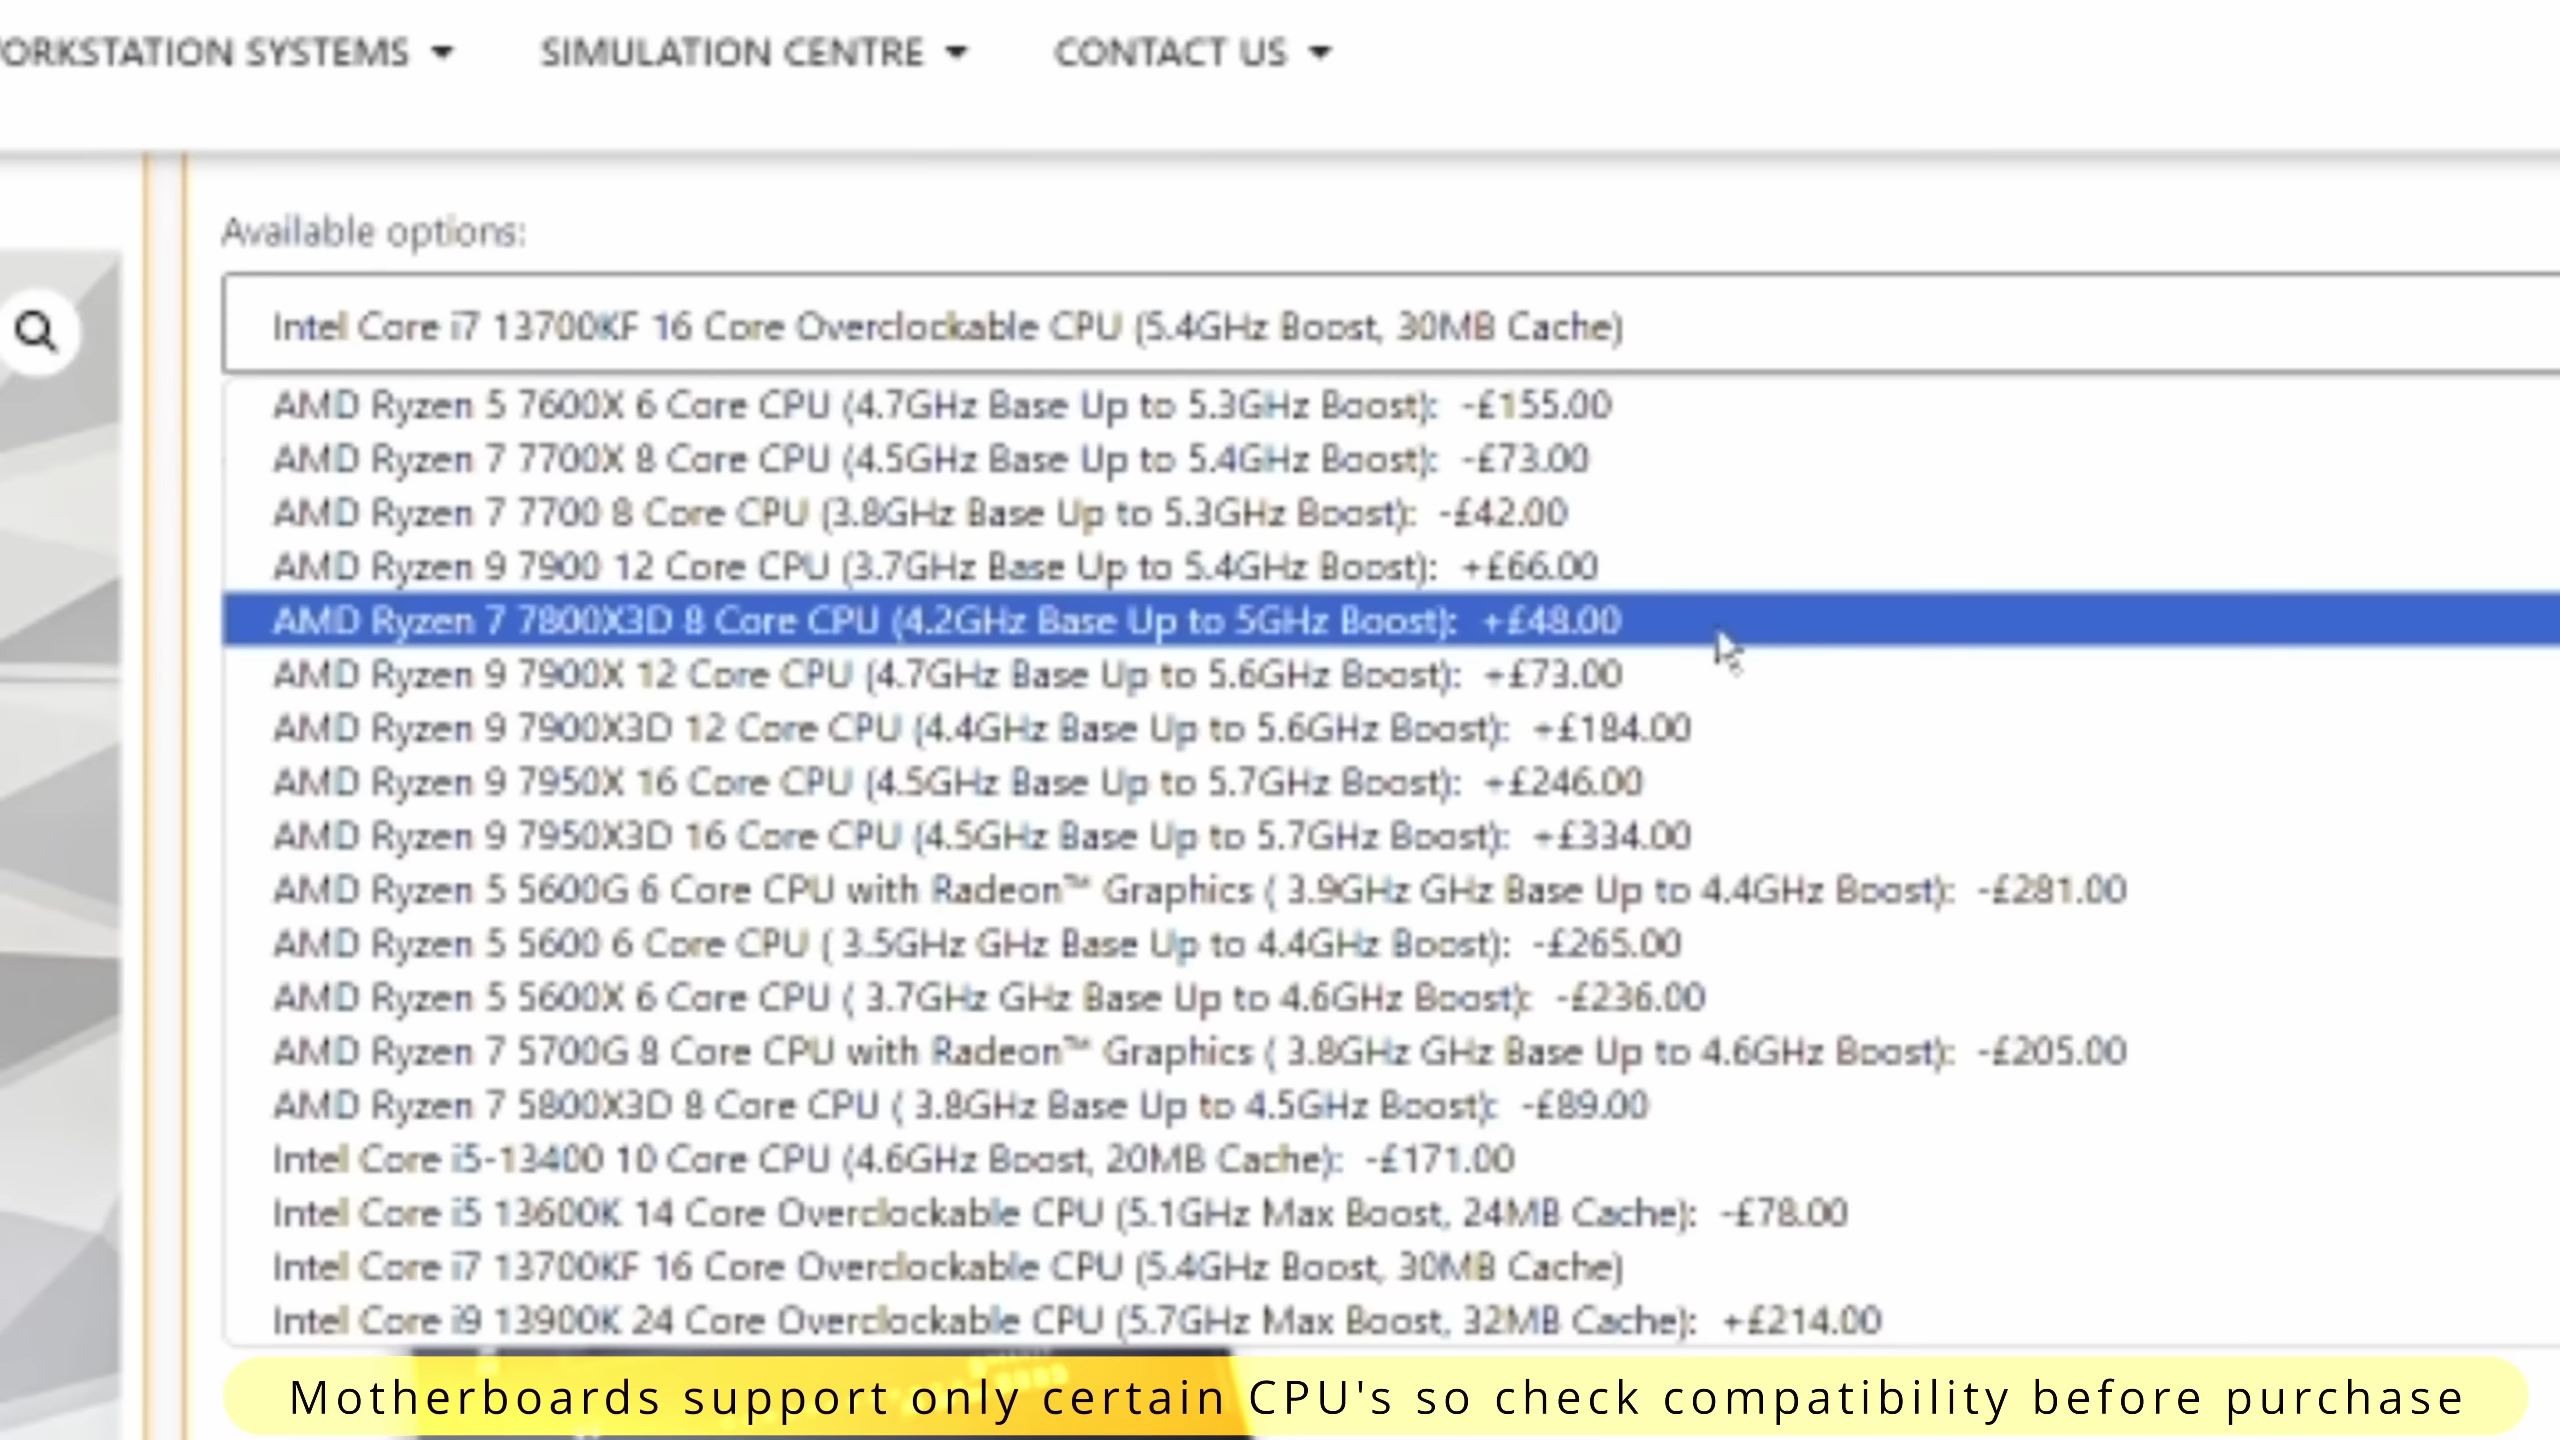 ORKSTATION SYSTEMS SIMULATION CENTRE CONTACT US
Available options:
Intel Core i7 13700KF 16 Core Overclockable CPU (5.4GHz Boost, 30MB Cache)
AMD Ryzen 5 7600X 6 Core CPU (4.7GHz Base Up to 5.3GHz Boost): -£155.00
AMD Ryzen 7 7700X 8 Core CPU (4.5GHz Base Up to 5.4GHz Boost): -£73.00
AMD Ryzen 7 7700 8 Core CPU (3.8GHz Base Up to 5.3GHz Boost): -£42.00
AMD Ryzen 9 7900 12 Core CPU (3.7GHz Base Up to 5.4GHz Boost): +£66.00
AMD Ryzen 7 7800X3D 8 Core CPU (4.2GHz Base Up to 5GHz Boost): +£48.00
AMD Ryzen 9 7900X 12 Core CPU (4.7GHz Base Up to 5.6GHz Boost): +£73.00
AMD Ryzen 9 7900X3D 12 Core CPU (4.4GHz Base Up to 5.6GHz Boost): +£184.00
AMD Ryzen 9 7950X 16 Core CPU (4.5GHz Base Up to 5.7GHz Boost): +£246.00
AMD Ryzen 9 7950X3D 16 Core CPU (4.5GHz Base Up to 5.7GHz Boost): +£334.00
AMD Ryzen 5 5600G 6 Core CPU with Radeon™ Graphics ( 3.9GHz GHz Base Up to 4.4GHz Boost): -£281.00
AMD Ryzen 5 5600 6 Core CPU ( 3.5GHz GHz Base Up to 4.4GHz Boost): -£265.00
AMD Ryzen 5 5600X 6 Core CPU ( 3.7GHz GHz Base Up to 4.6GHz Boost): -£236.00
AMD Ryzen 7 5700G 8 Core CPU with Radeon™ Graphics ( 3.8GHz GHz Base Up to 4.6GHz Boost): -£205.00
AMD Ryzen 7 5800X3D 8 Core CPU ( 3.8GHz Base Up to 4.5GHz Boost): -£89.00
Intel Core i5-13400 10 Core CPU (4.6GHz Boost, 20MB Cache): -£171.00
Intel Core i5 13600K 14 Core Overclockable CPU (5.1GHz Max Boost, 24MB Cache): -£78.00
Intel Core i7 13700KF 16 Core Overclockable CPU (5.4GHz Boost, 30MB Cache)
Intel Core i9 13900K 24 Core Overclockable CPU (5.7GHz Max Boost, 32MB Cache): +£214.00
Motherboards support only certain CPU's so check compatibility before purchase